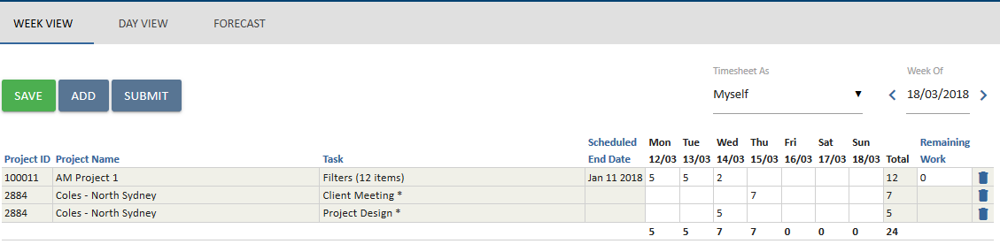 WEEK VIEW DAY VIEW FORECAST
Timesheet As Week Of
SAVE ADD SUBMIT Myself 18/03/2018
Scheduled Mon Tue Wed Thu Fri Sat Sun Remaining
Project ID Project Name Task End Date 12/03 13/03 14/03 15/03 16/03 17/03 18/03 Total Work
100011 AM Project 1 Filters (12 items) Jan 11 2018 5 5 2 12 0
2884 Coles - North Sydney Client Meeting * 7 7
2884 Coles - North Sydney Project Design * 5 5
5 5 7 7 0 0 0 24